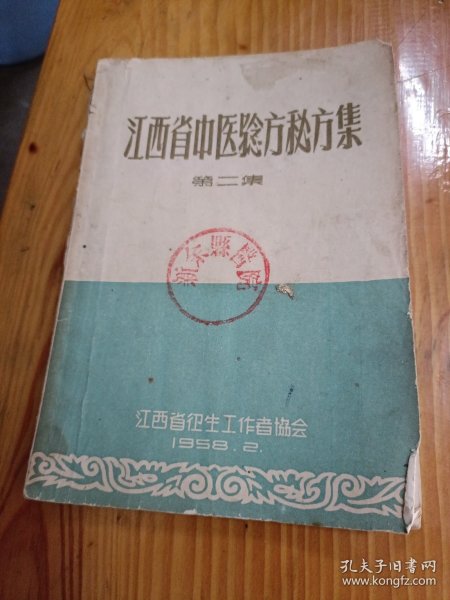 江西省中医验方秘方集
第二集
江西省卫生工作者協会
1958.2.
孔夫子旧书网
www.kongfz.com